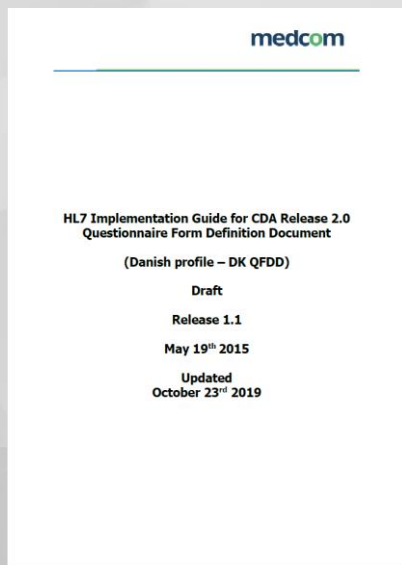 medcom
HL7 Implementation Guide for CDA Release 2.0
Questionnaire Form Definition Document
(Danish profile – DK QFDD)
Draft
Release 1.1
May 19th 2015
Updated
October 23rd 2019